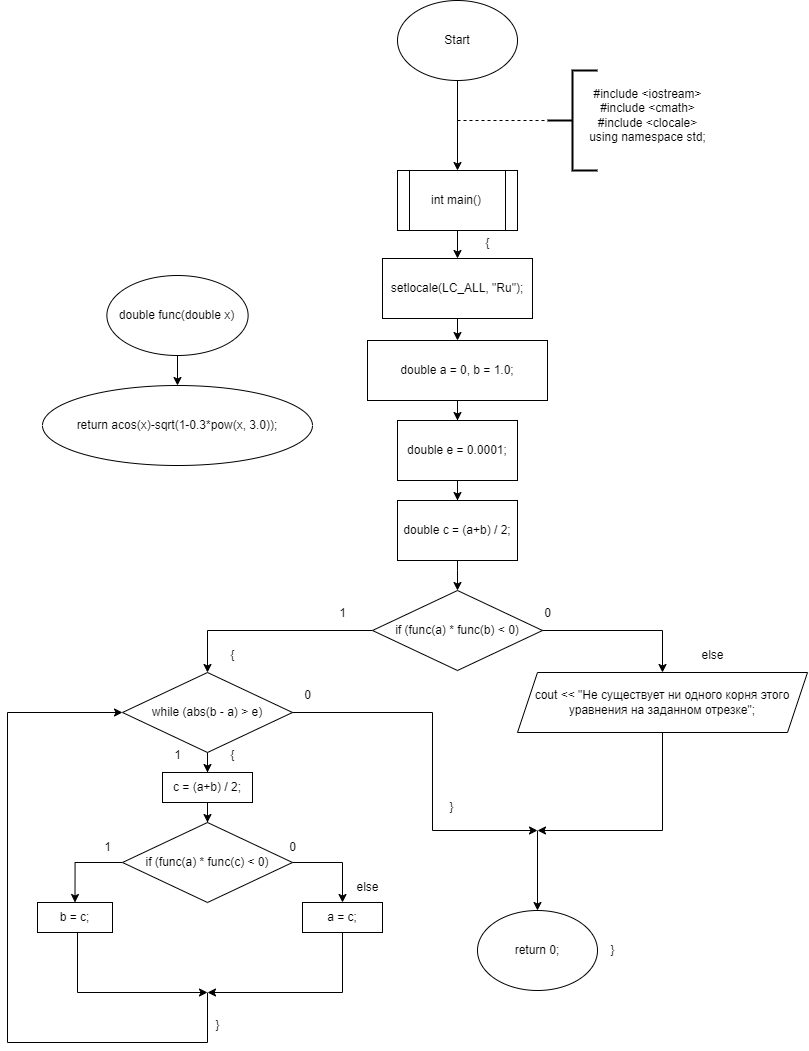 Start
#include <iostream>
#include <cmath>
#include <clocale>
using namespace std;
int main()
{
setlocale(LC_ALL, "Ru");
double func(double x)
double a = 0, b = 1.0;
return acos(x)-sqrt(1-0.3*pow(x, 3.0));
double e = 0.0001;
double c = (a+b) / 2;
1
if (func(a) * func(b) < 0)
0
{
else
while (abs(b - a) > e)
0
cout << "Не существует ни одного корня этого
уравнения на заданном отрезке";
1
{
c = (a+b) / 2;
}
1
if (func(a) * func(c) < 0)
0
else
b = c;
a = c;
return 0;
}
}